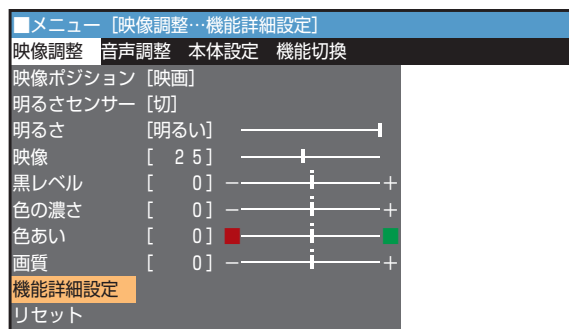 ■メニュー [映像調整…機能詳細設定]
映像調整 音声調整 本体設定 機能切換
映像ポジション [映画]
明るさセンサー [切]
明るさ [明るい]
映像 [ 25]
黒レベル [ 0] − +
色の濃さ [ 0] − +
色あい [ 0]
画質 [ 0] − +
機能詳細設定
リセット